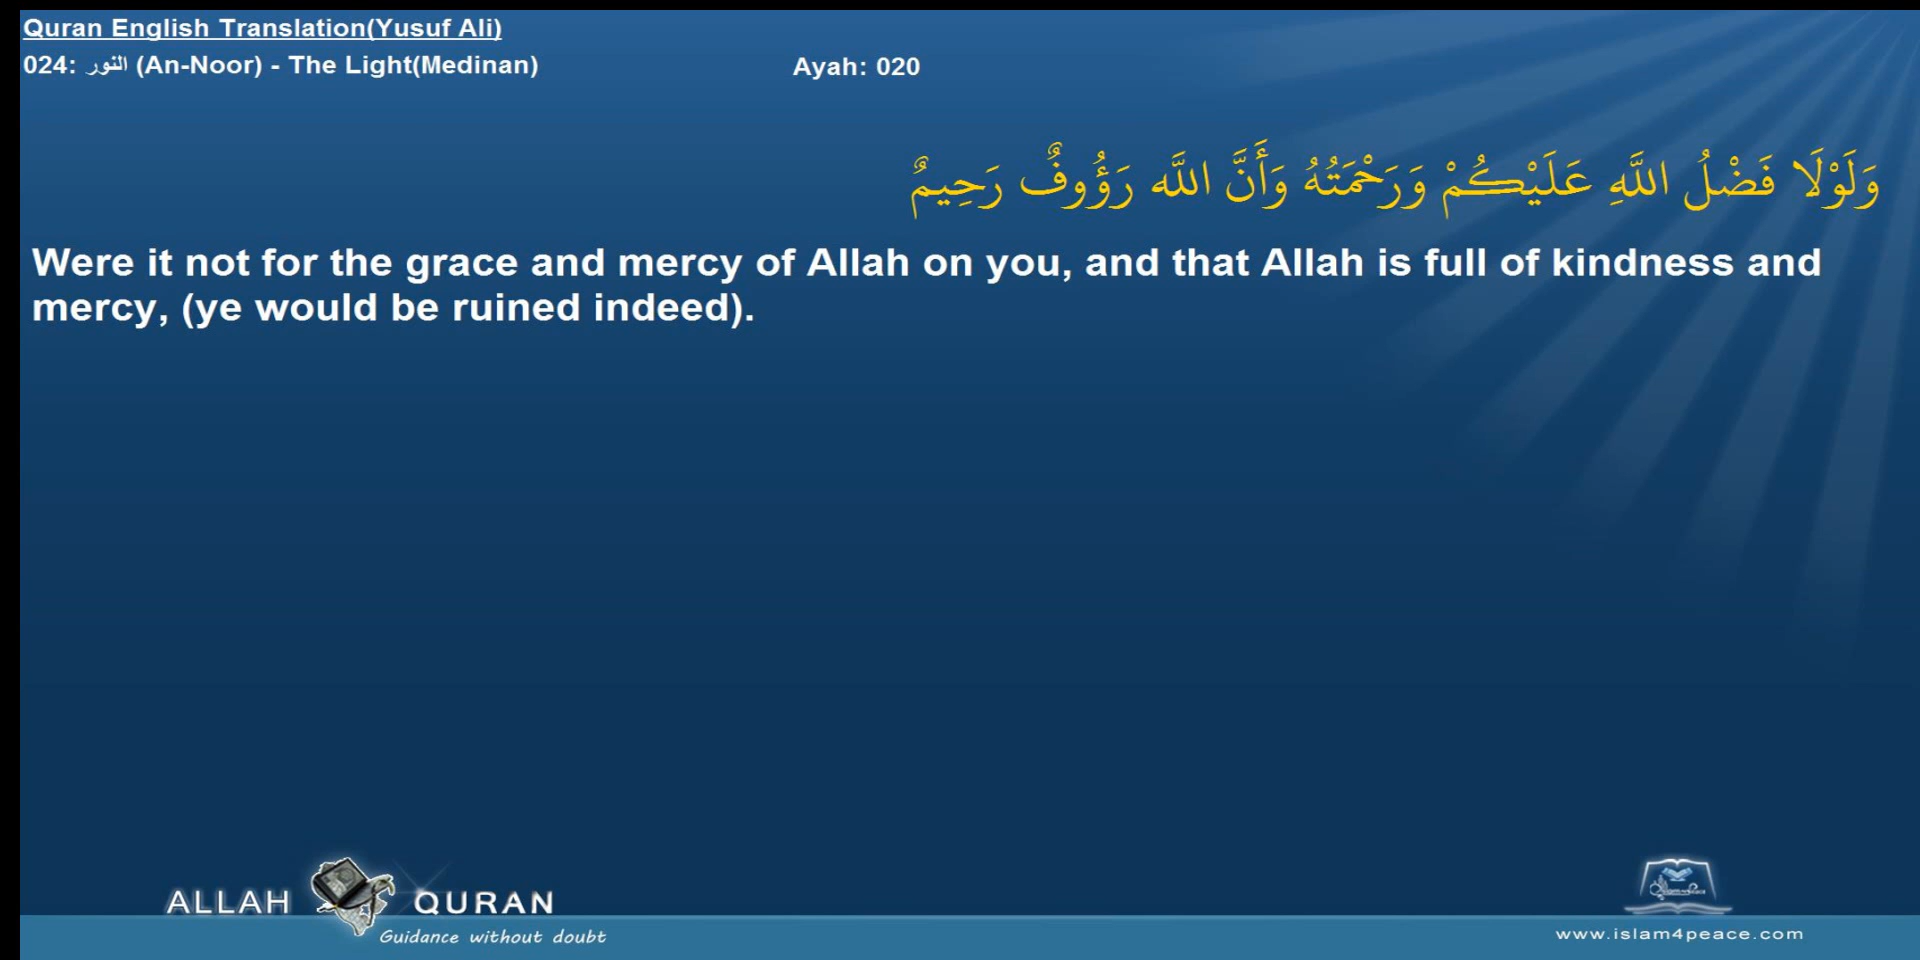 Quran English Translation(Yusuf Ali)
024: النور (An-Noor) - The Light(Medinan)
Ayah: 020
وَلَوْلَا فَضْلُ اللَّهِ عَلَيْكُمْ وَرَحْمَتُهُ وَأَنَّ اللَّه رَؤُوفٌ رَحِيمٌ
Were it not for the grace and mercy of Allah on you, and that Allah is full of kindness and
mercy, (ye would be ruined indeed).
ALLAH QURAN
Guidance without doubt
www.islam4peace.com